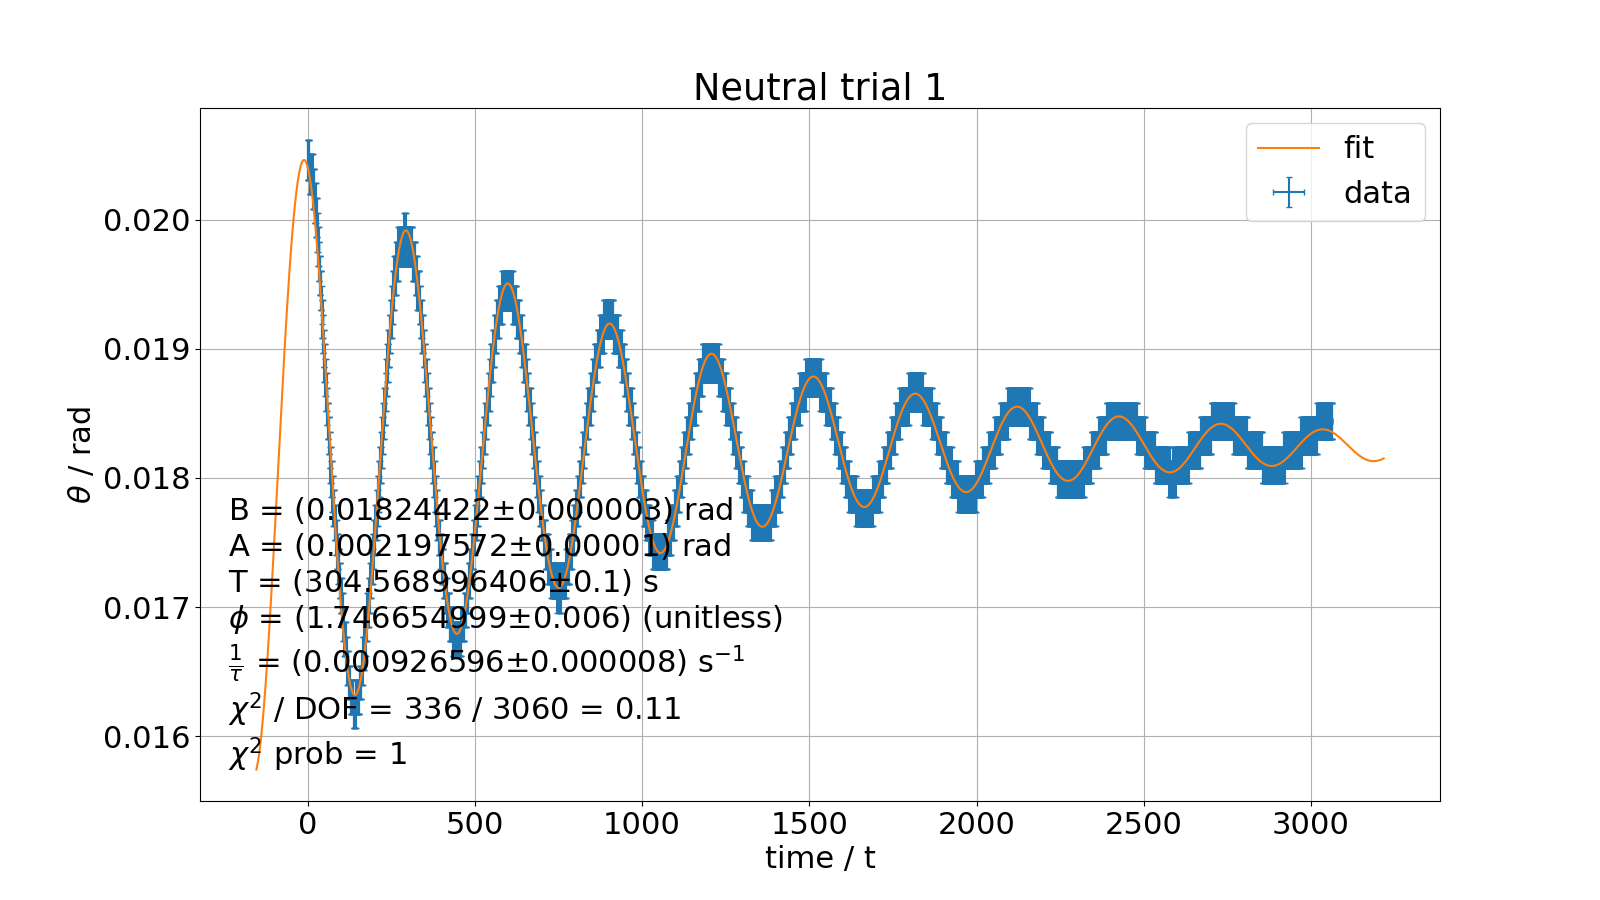 Neutral trial 1
fit
data
0.020
0.019
0.018
0.017
0.016
θ / rad
B = (0.01824422±0.000003) rad
A = (0.002197572±0.00001) rad
T = (304.568996406±0.1) s
ϕ = (1.746654999±0.006) (unitless)
1/τ = (0.000926596±0.000008) s⁻¹
χ² / DOF = 336 / 3060 = 0.11
χ² prob = 1
0 500 1000 1500 2000 2500 3000
time / t